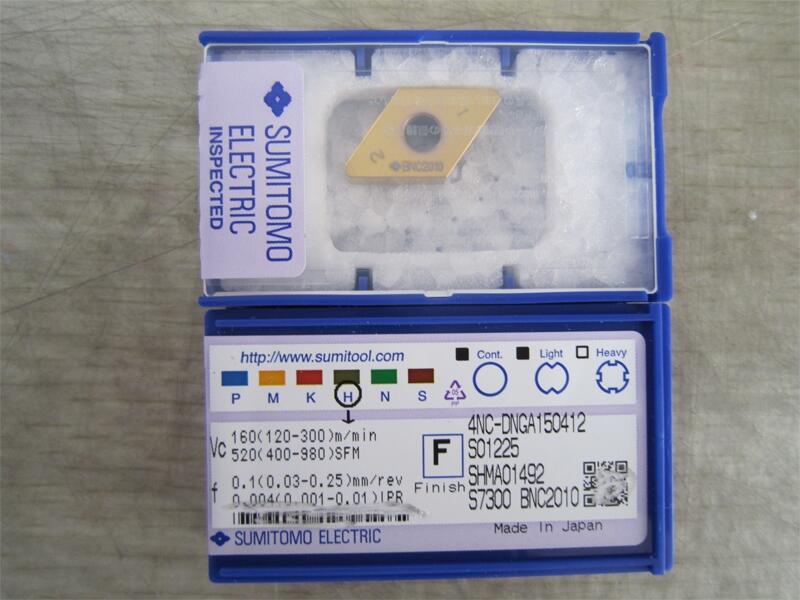 SUMITOMO
ELECTRIC
INSPECTED
1
2
BNC2010
http://www.sumitool.com
P M K H N S
05
PP
Cont. Light Heavy
Vc 160(120-300)m/min
520(400-980)SFM
f 0.1(0.03-0.25)mm/rev
0.004(0.001-0.01)IPR
F
Finish
4NC-DNGA150412
S01225
SHMA01492
S7300 BNC2010
Made In Japan
SUMITOMO ELECTRIC